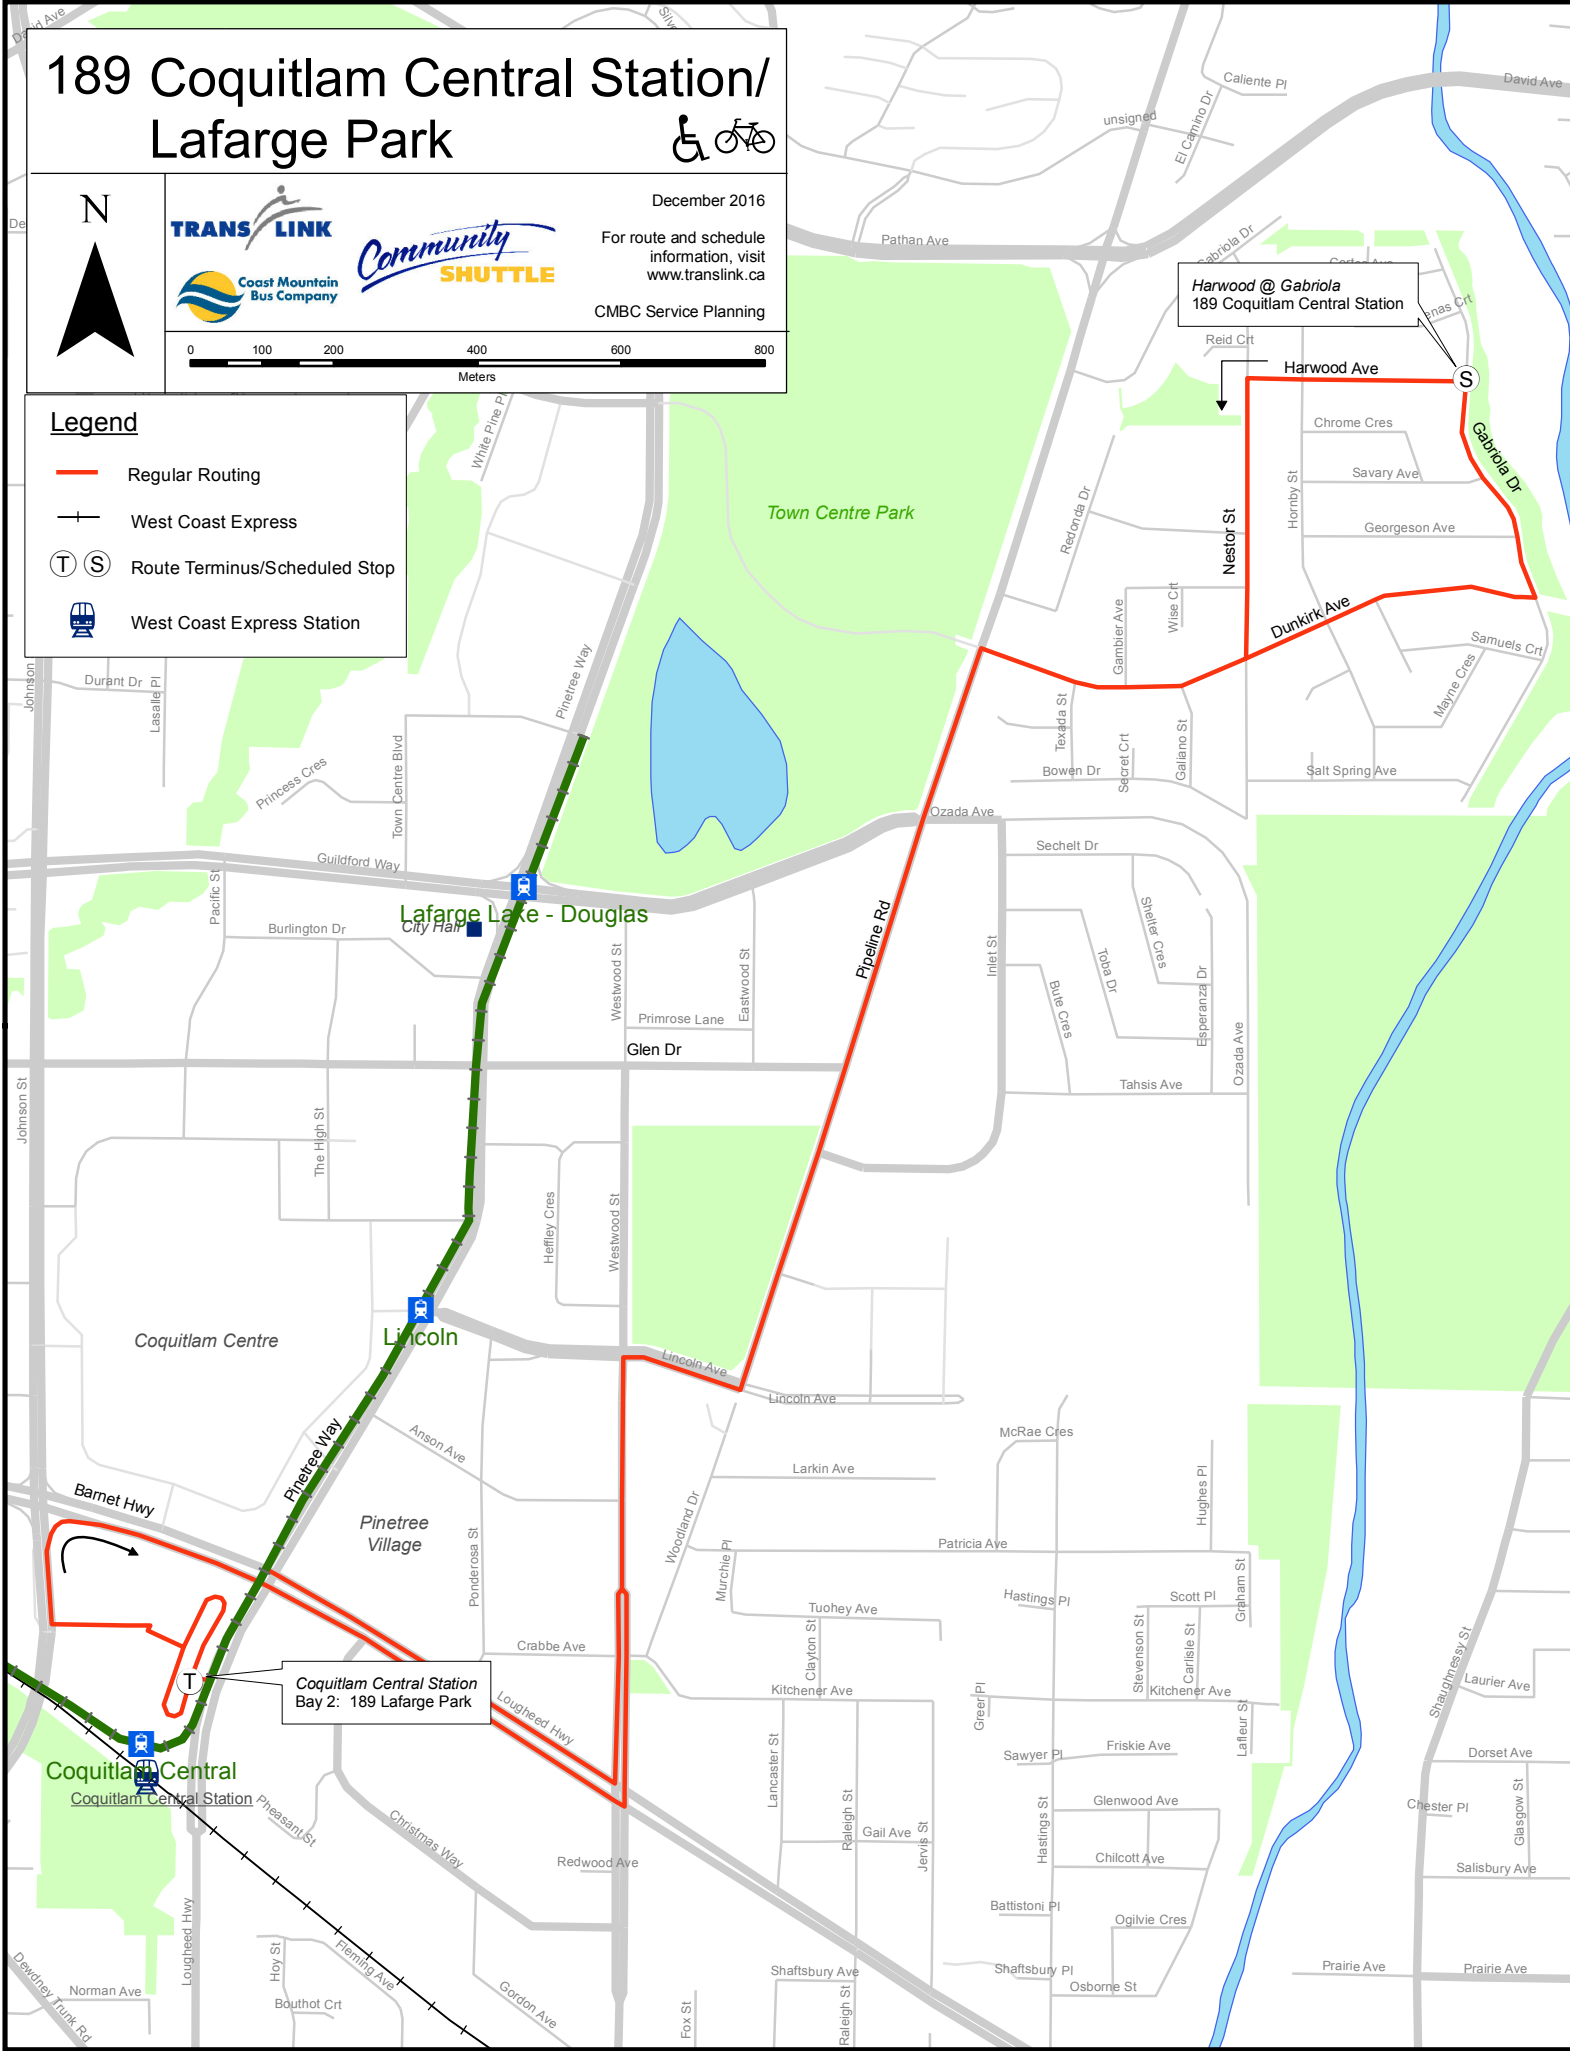 189 Coquitlam Central Station/
Lafarge Park
N
TRANS LINK
Coast Mountain
Bus Company
Community
SHUTTLE
December 2016
For route and schedule
information, visit
www.translink.ca
CMBC Service Planning
0 100 200 400 600 800
Meters
Legend
Regular Routing
West Coast Express
T S Route Terminus/Scheduled Stop
West Coast Express Station
David Ave
Caliente Pl
David Ave
unsigned
El Camino Dr
Pathan Ave
Gabriola Dr
Harwood @ Gabriola
189 Coquitlam Central Station
Reid Crt
Harwood Ave
S
White Pine Pl
Chrome Cres
Gabriola Dr
Savary Ave
Hornby St
Town Centre Park
Redonda Dr
Nestor St
Georgeson Ave
Gambier Ave
Wise Crt
Dunkirk Ave
Samuels Crt
Mayne Cres
Johnson
Durant Dr
Lasalle Pl
Pinetree Way
Texada St
Secret Crt
Galiano St
Bowen Dr
Salt Spring Ave
Princess Cres
Town Centre Blvd
Ozada Ave
Sechelt Dr
Guildford Way
Pacific St
Lafarge Lake - Douglas
City Hall
Burlington Dr
Westwood St
Eastwood St
Pipeline Rd
Inlet St
Shelter Cres
Toba Dr
Bute Cres
Esperanza Dr
Ozada Ave
Primrose Lane
Glen Dr
Tahsis Ave
Johnson St
The High St
Heffley Cres
Westwood St
Coquitlam Centre
Lincoln
Lincoln Ave
Lincoln Ave
Pinetree Way
Anson Ave
McRae Cres
Larkin Ave
Hughes Pl
Barnet Hwy
Pinetree
Village
Ponderosa St
Woodland Dr
Murchie Pl
Patricia Ave
Hastings Pl
Scott Pl
Graham St
Tuohey Ave
Clayton St
Stevenson St
Carlisle St
Crabbe Ave
Shaughnessy St
Laurier Ave
T
Coquitlam Central Station
Bay 2: 189 Lafarge Park
Kitchener Ave
Kitchener Ave
Greer Pl
Lafleur St
Lougheed Hwy
Lancaster St
Sawyer Pl
Friskie Ave
Dorset Ave
Coquitlam Central
Coquitlam Central Station
Pheasant St
Christmas Way
Raleigh St
Gail Ave
Jervis St
Hastings St
Glenwood Ave
Chester Pl
Glasgow St
Redwood Ave
Chilcott Ave
Salisbury Ave
Battistoni Pl
Ogilvie Cres
Lougheed Hwy
Hoy St
Fleming Ave
Dewdney Trunk Rd
Norman Ave
Bouthot Crt
Gordon Ave
Fox St
Shaftsbury Ave
Raleigh St
Shaftsbury Pl
Osborne St
Prairie Ave
Prairie Ave